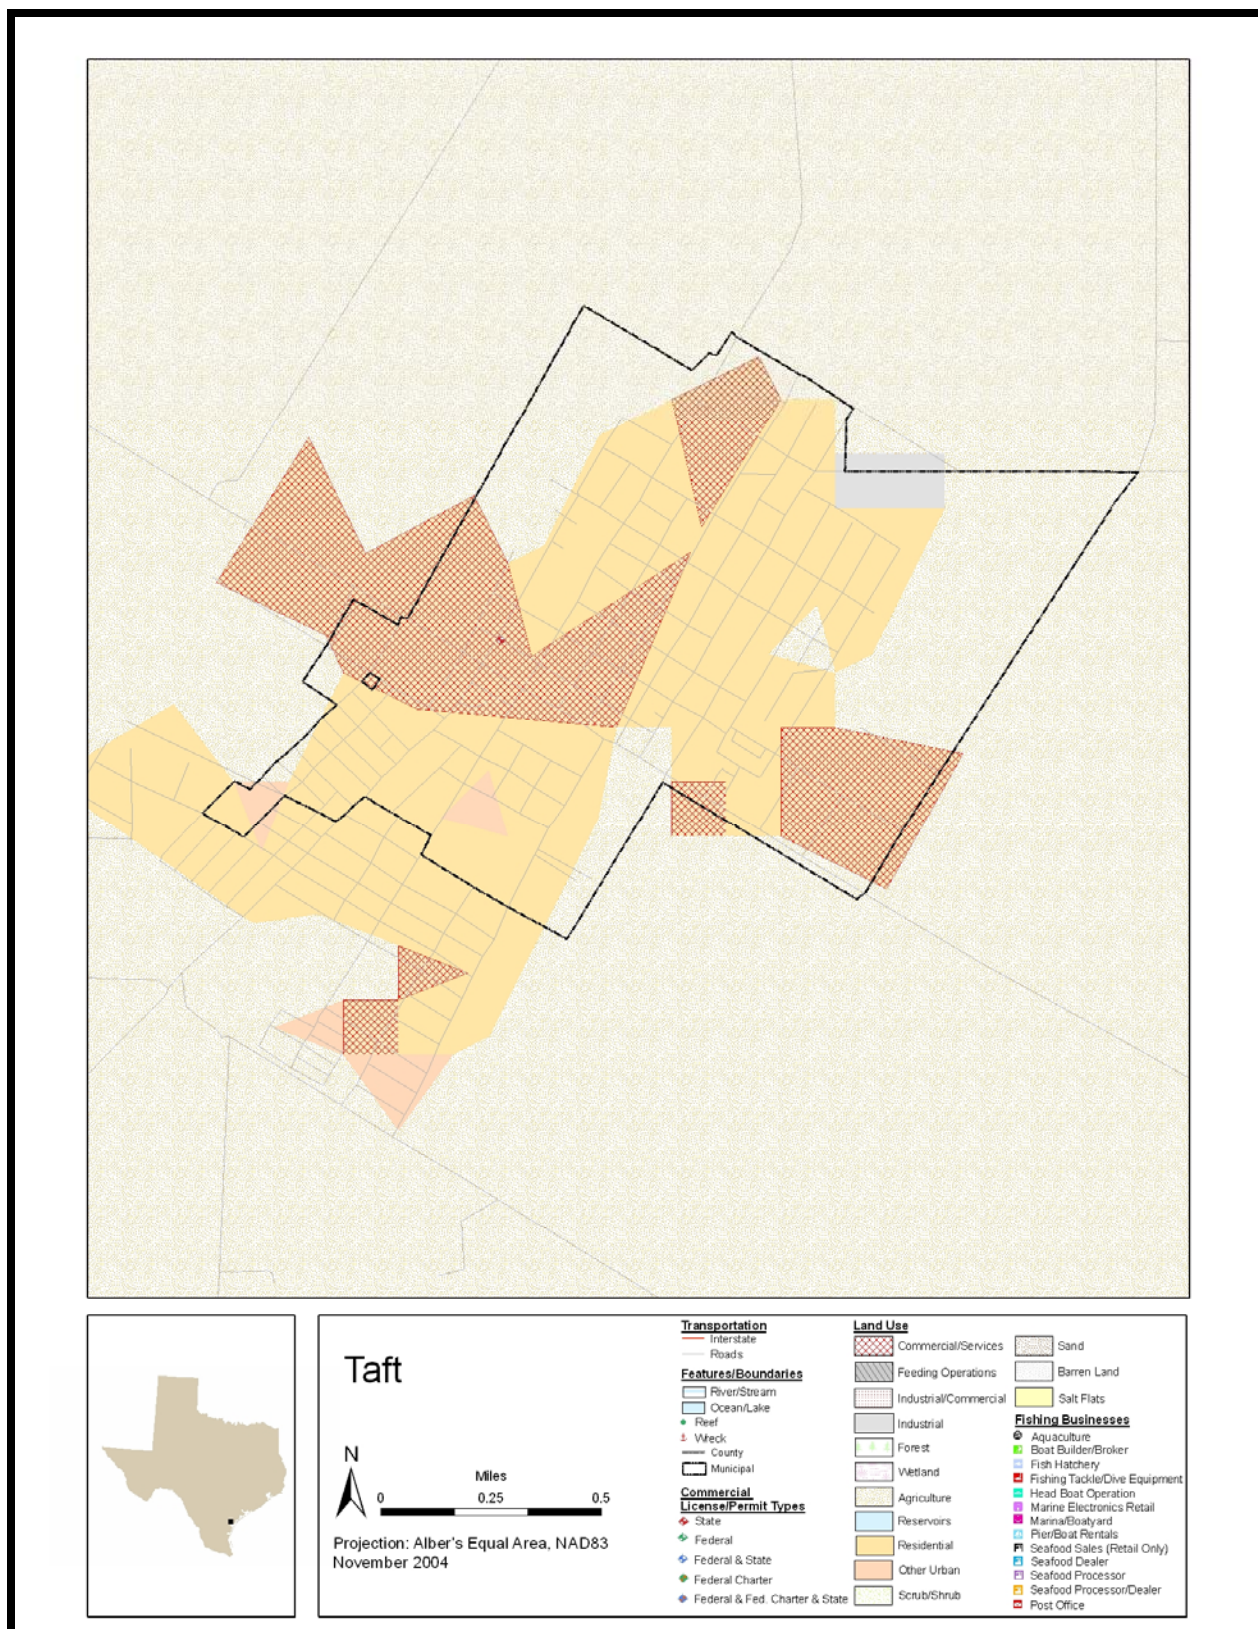 Taft
N
Miles
0
0.25
0.5
Projection: Alber's Equal Area, NAD83
November 2004
Transportation
Interstate
Roads
Features/Boundaries
River/Stream
Ocean/Lake
Reef
Wreck
County
Municipal
Commercial
License/Permit Types
State
Federal
Federal & State
Federal Charter
Federal & Fed. Charter & State
Land Use
Commercial/Services
Feeding Operations
Industrial/Commercial
Industrial
Forest
Wetland
Agriculture
Reservoirs
Residential
Other Urban
Scrub/Shrub
Sand
Barren Land
Salt Flats
Fishing Businesses
Aquaculture
Boat Builder/Broker
Fish Hatchery
Fishing Tackle/Dive Equipment
Head Boat Operation
Marine Electronics Retail
Marina/Boatyard
Pier/Boat Rentals
Seafood Sales (Retail Only)
Seafood Dealer
Seafood Processor
Seafood Processor/Dealer
Post Office